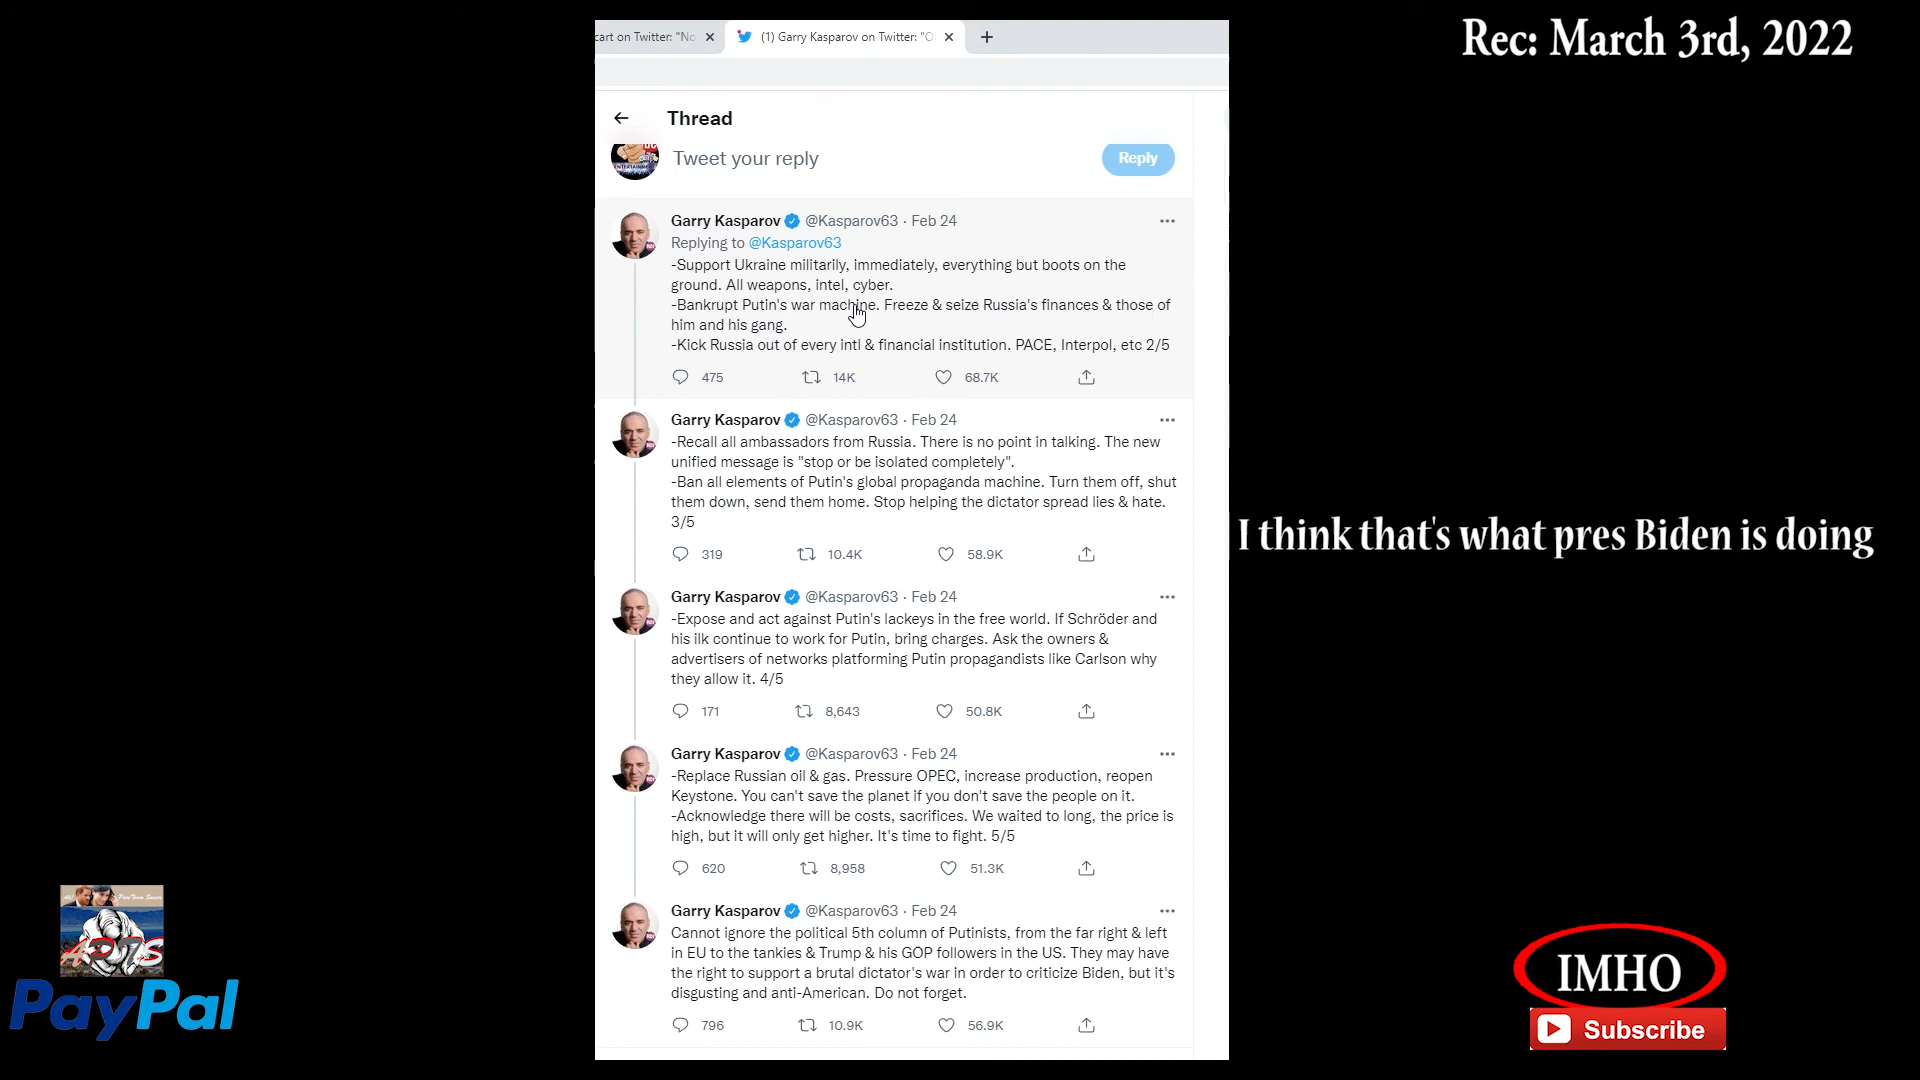 Rec: March 3rd, 2022
cart on Twitter: "No
(1) Garry Kasparov on Twitter: "O
Thread
Tweet your reply
Reply
Garry Kasparov @Kasparov63 · Feb 24
Replying to @Kasparov63
-Support Ukraine militarily, immediately, everything but boots on the
ground. All weapons, intel, cyber.
-Bankrupt Putin's war machine. Freeze & seize Russia's finances & those of
him and his gang.
-Kick Russia out of every intl & financial institution. PACE, Interpol, etc 2/5
475 14K 68.7K
Garry Kasparov @Kasparov63 · Feb 24
-Recall all ambassadors from Russia. There is no point in talking. The new
unified message is "stop or be isolated completely".
-Ban all elements of Putin's global propaganda machine. Turn them off, shut
them down, send them home. Stop helping the dictator spread lies & hate.
3/5
319 10.4K 58.9K
I think that's what pres Biden is doing
Garry Kasparov @Kasparov63 · Feb 24
-Expose and act against Putin's lackeys in the free world. If Schröder and
his ilk continue to work for Putin, bring charges. Ask the owners &
advertisers of networks platforming Putin propagandists like Carlson why
they allow it. 4/5
171 8,643 50.8K
Garry Kasparov @Kasparov63 · Feb 24
-Replace Russian oil & gas. Pressure OPEC, increase production, reopen
Keystone. You can't save the planet if you don't save the people on it.
-Acknowledge there will be costs, sacrifices. We waited to long, the price is
high, but it will only get higher. It's time to fight. 5/5
620 8,958 51.3K
Garry Kasparov @Kasparov63 · Feb 24
Cannot ignore the political 5th column of Putinists, from the far right & left
in EU to the tankies & Trump & his GOP followers in the US. They may have
the right to support a brutal dictator's war in order to criticize Biden, but it's
disgusting and anti-American. Do not forget.
796 10.9K 56.9K
PayPal
IMHO
Subscribe